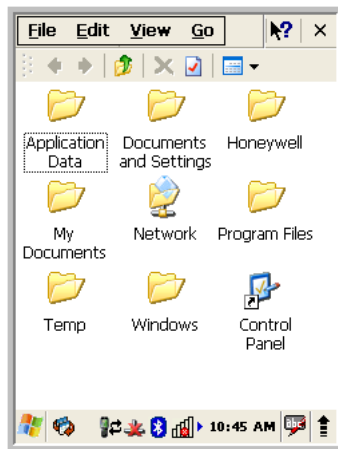 File Edit View Go ?
Application Data
Documents and Settings
Honeywell
My Documents
Network
Program Files
Temp
Windows
Control Panel
10:45 AM